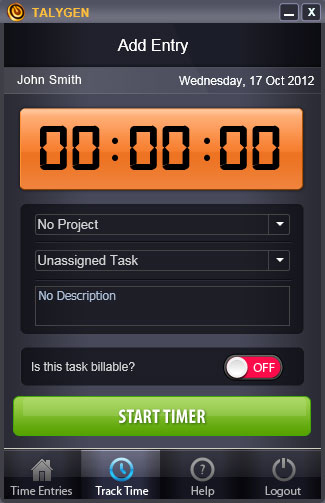 TALYGEN
X
Add Entry
John Smith Wednesday, 17 Oct 2012
00:00:00
No Project
Unassigned Task
No Description
Is this task billable? OFF
START TIMER
?
Time Entries Track Time Help Logout